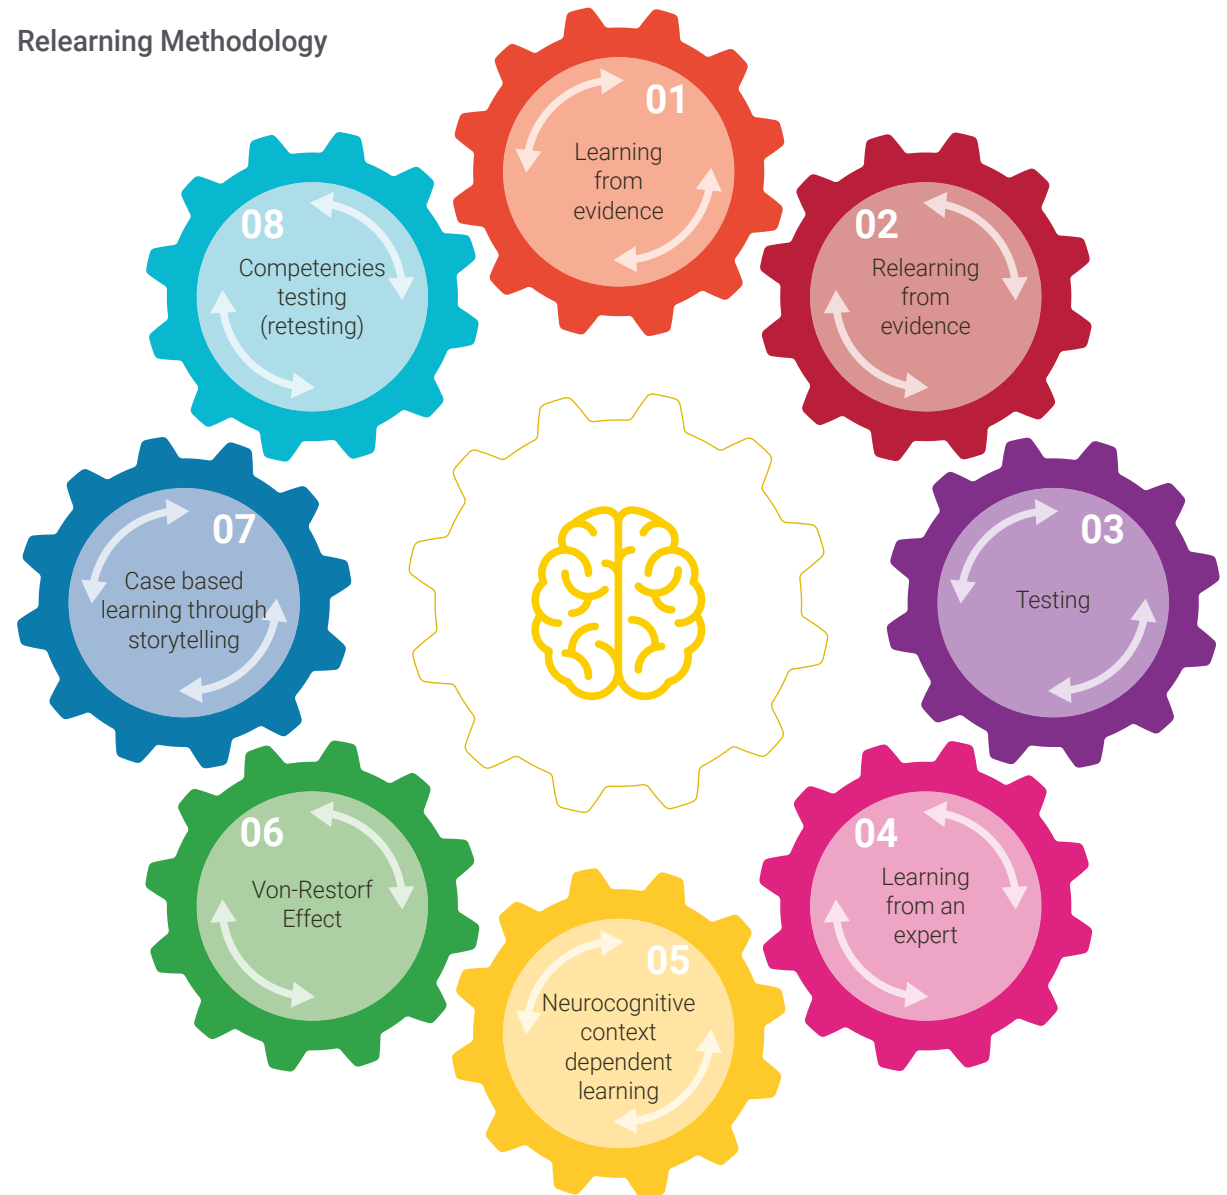 Relearning Methodology
01
Learning
from
evidence
02
Relearning
from
evidence
03
Testing
04
Learning
from an
expert
05
Neurocognitive
context
dependent
learning
06
Von-Restorf
Effect
07
Case based
learning through
storytelling
08
Competencies
testing
(retesting)